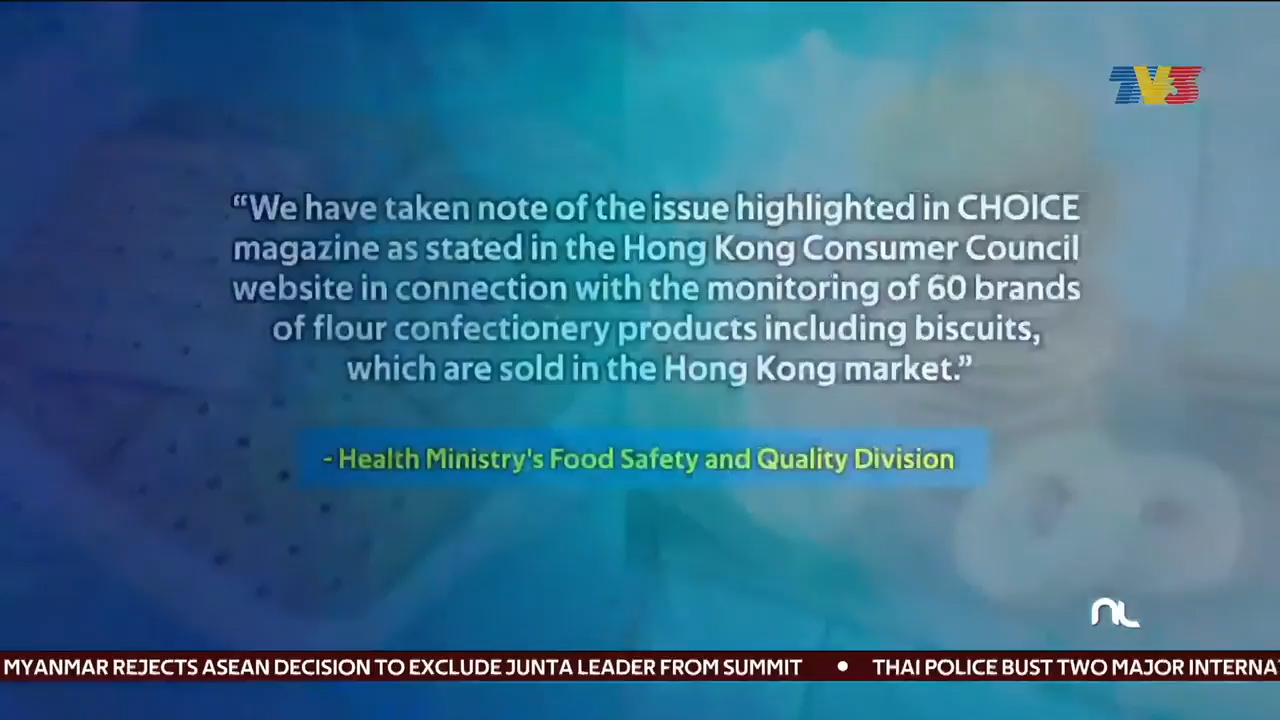 TV3
“We have taken note of the issue highlighted in CHOICE
magazine as stated in the Hong Kong Consumer Council
website in connection with the monitoring of 60 brands
of flour confectionery products including biscuits,
which are sold in the Hong Kong market.”
- Health Ministry's Food Safety and Quality Division
NL
MYANMAR REJECTS ASEAN DECISION TO EXCLUDE JUNTA LEADER FROM SUMMIT • THAI POLICE BUST TWO MAJOR